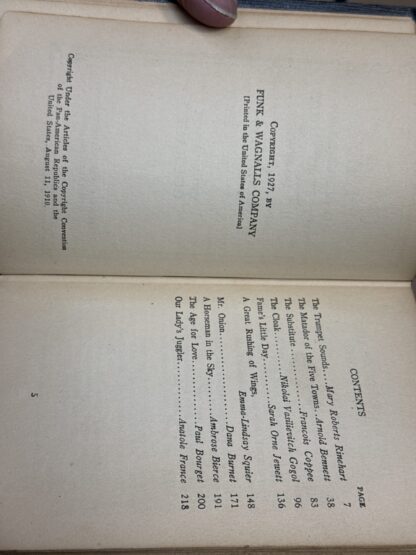 COPYRIGHT, 1927, BY
FUNK & WAGNALLS COMPANY
[Printed in the United States of America]
Copyright Under the Articles of the Copyright Convention
of the Pan-American Republics and the
United States, August 11, 1910.
CONTENTS
PAGE
The Trumpet Sounds....Mary Roberts Rinehart 7
The Matador of the Five Towns..Arnold Bennett 38
The Substitute................Francois Coppee 83
The Cloak..........Nikolai Vasilievitch Gogol 96
Fame's Little Day............Sarah Orne Jewett 136
A Great Rushing of Wings,
Emma-Lindsay Squier 148
Mr. Onion.......................Dana Burnet 171
A Horseman in the Sky.........Ambrose Bierce 191
The Age for Love.................Paul Bourget 200
Our Lady's Juggler..............Anatole France 218
5